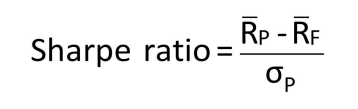 Sharpe ratio = (R̅P - R̅F) / σP